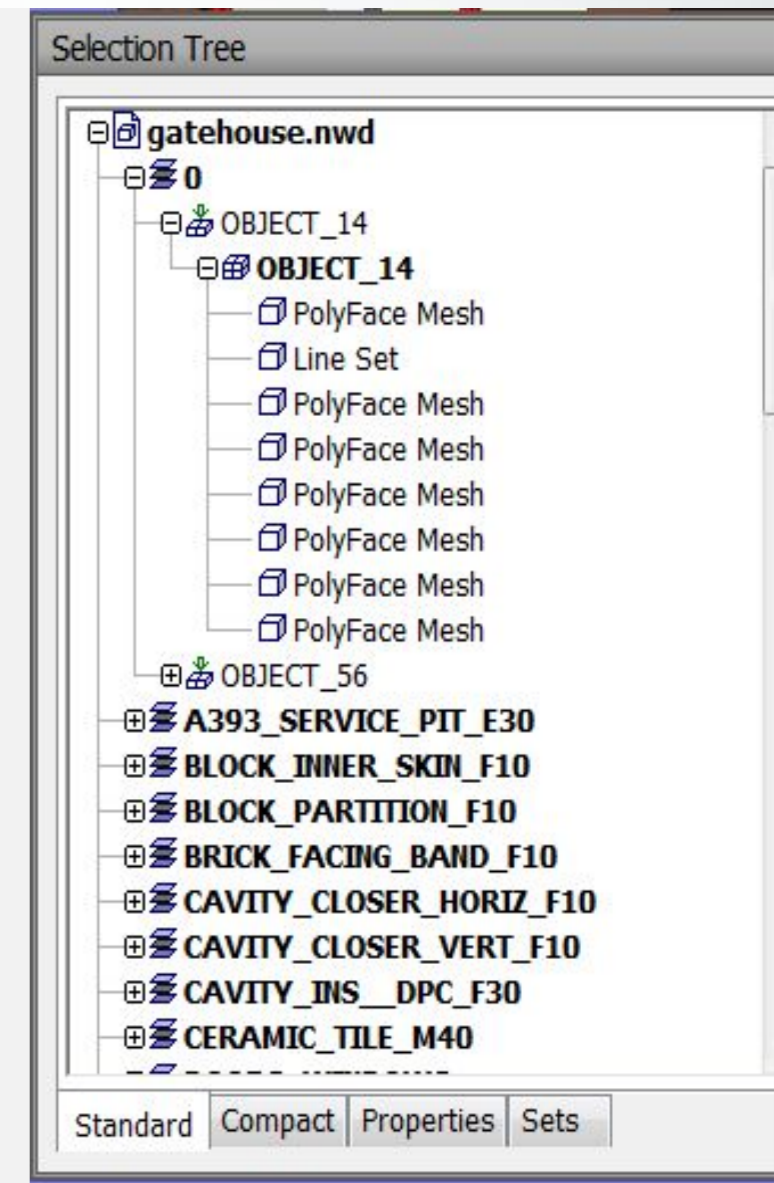 Selection Tree
gatehouse.nwd
0
OBJECT_14
OBJECT_14
PolyFace Mesh
Line Set
PolyFace Mesh
PolyFace Mesh
PolyFace Mesh
PolyFace Mesh
PolyFace Mesh
PolyFace Mesh
OBJECT_56
A393_SERVICE_PIT_E30
BLOCK_INNER_SKIN_F10
BLOCK_PARTITION_F10
BRICK_FACING_BAND_F10
CAVITY_CLOSER_HORIZ_F10
CAVITY_CLOSER_VERT_F10
CAVITY_INS__DPC_F30
CERAMIC_TILE_M40
Standard Compact Properties Sets